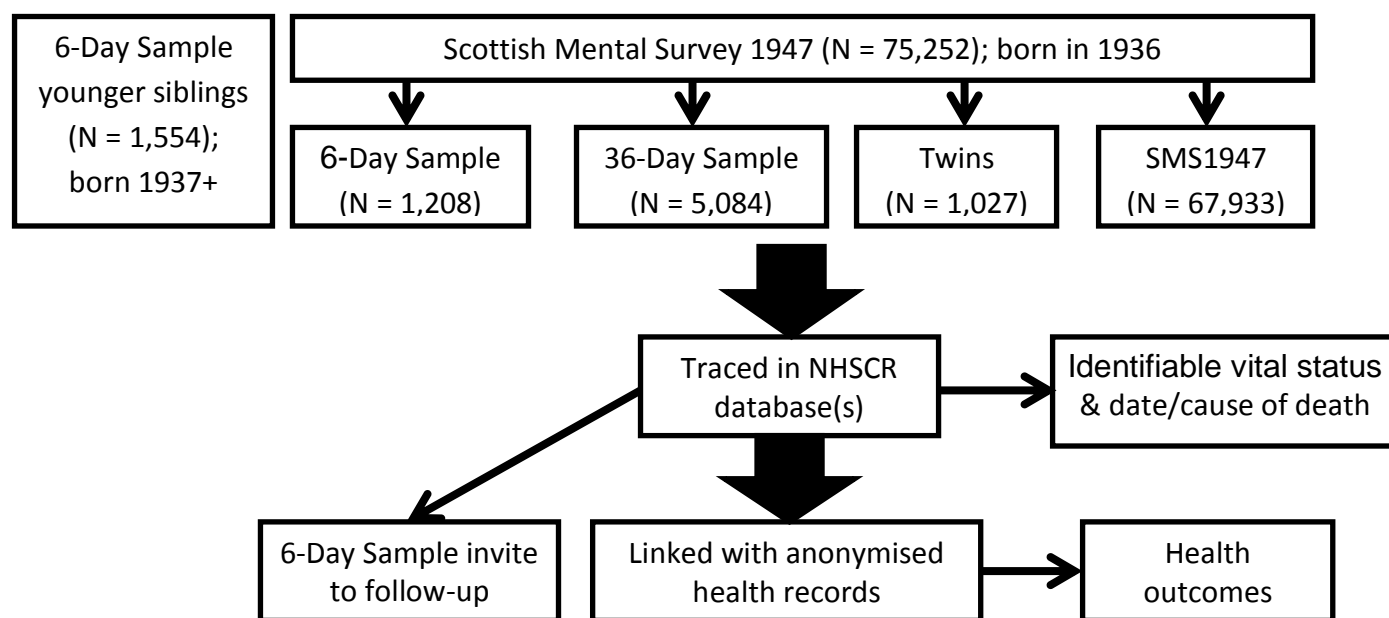 6-Day Sample
younger siblings
(N = 1,554);
born 1937+
Scottish Mental Survey 1947 (N = 75,252); born in 1936
6-Day Sample
(N = 1,208)
36-Day Sample
(N = 5,084)
Twins
(N = 1,027)
SMS1947
(N = 67,933)
Traced in NHSCR
database(s)
Identifiable vital status
& date/cause of death
6-Day Sample invite
to follow-up
Linked with anonymised
health records
Health
outcomes